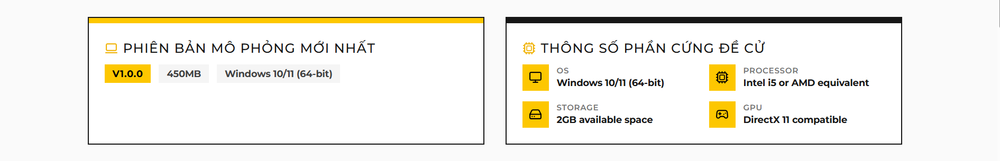 PHIÊN BẢN MÔ PHỎNG MỚI NHẤT
V1.0.0 450MB Windows 10/11 (64-bit)
THÔNG SỐ PHẦN CỨNG ĐỀ CỬ
OS
Windows 10/11 (64-bit)
PROCESSOR
Intel i5 or AMD equivalent
STORAGE
2GB available space
GPU
DirectX 11 compatible